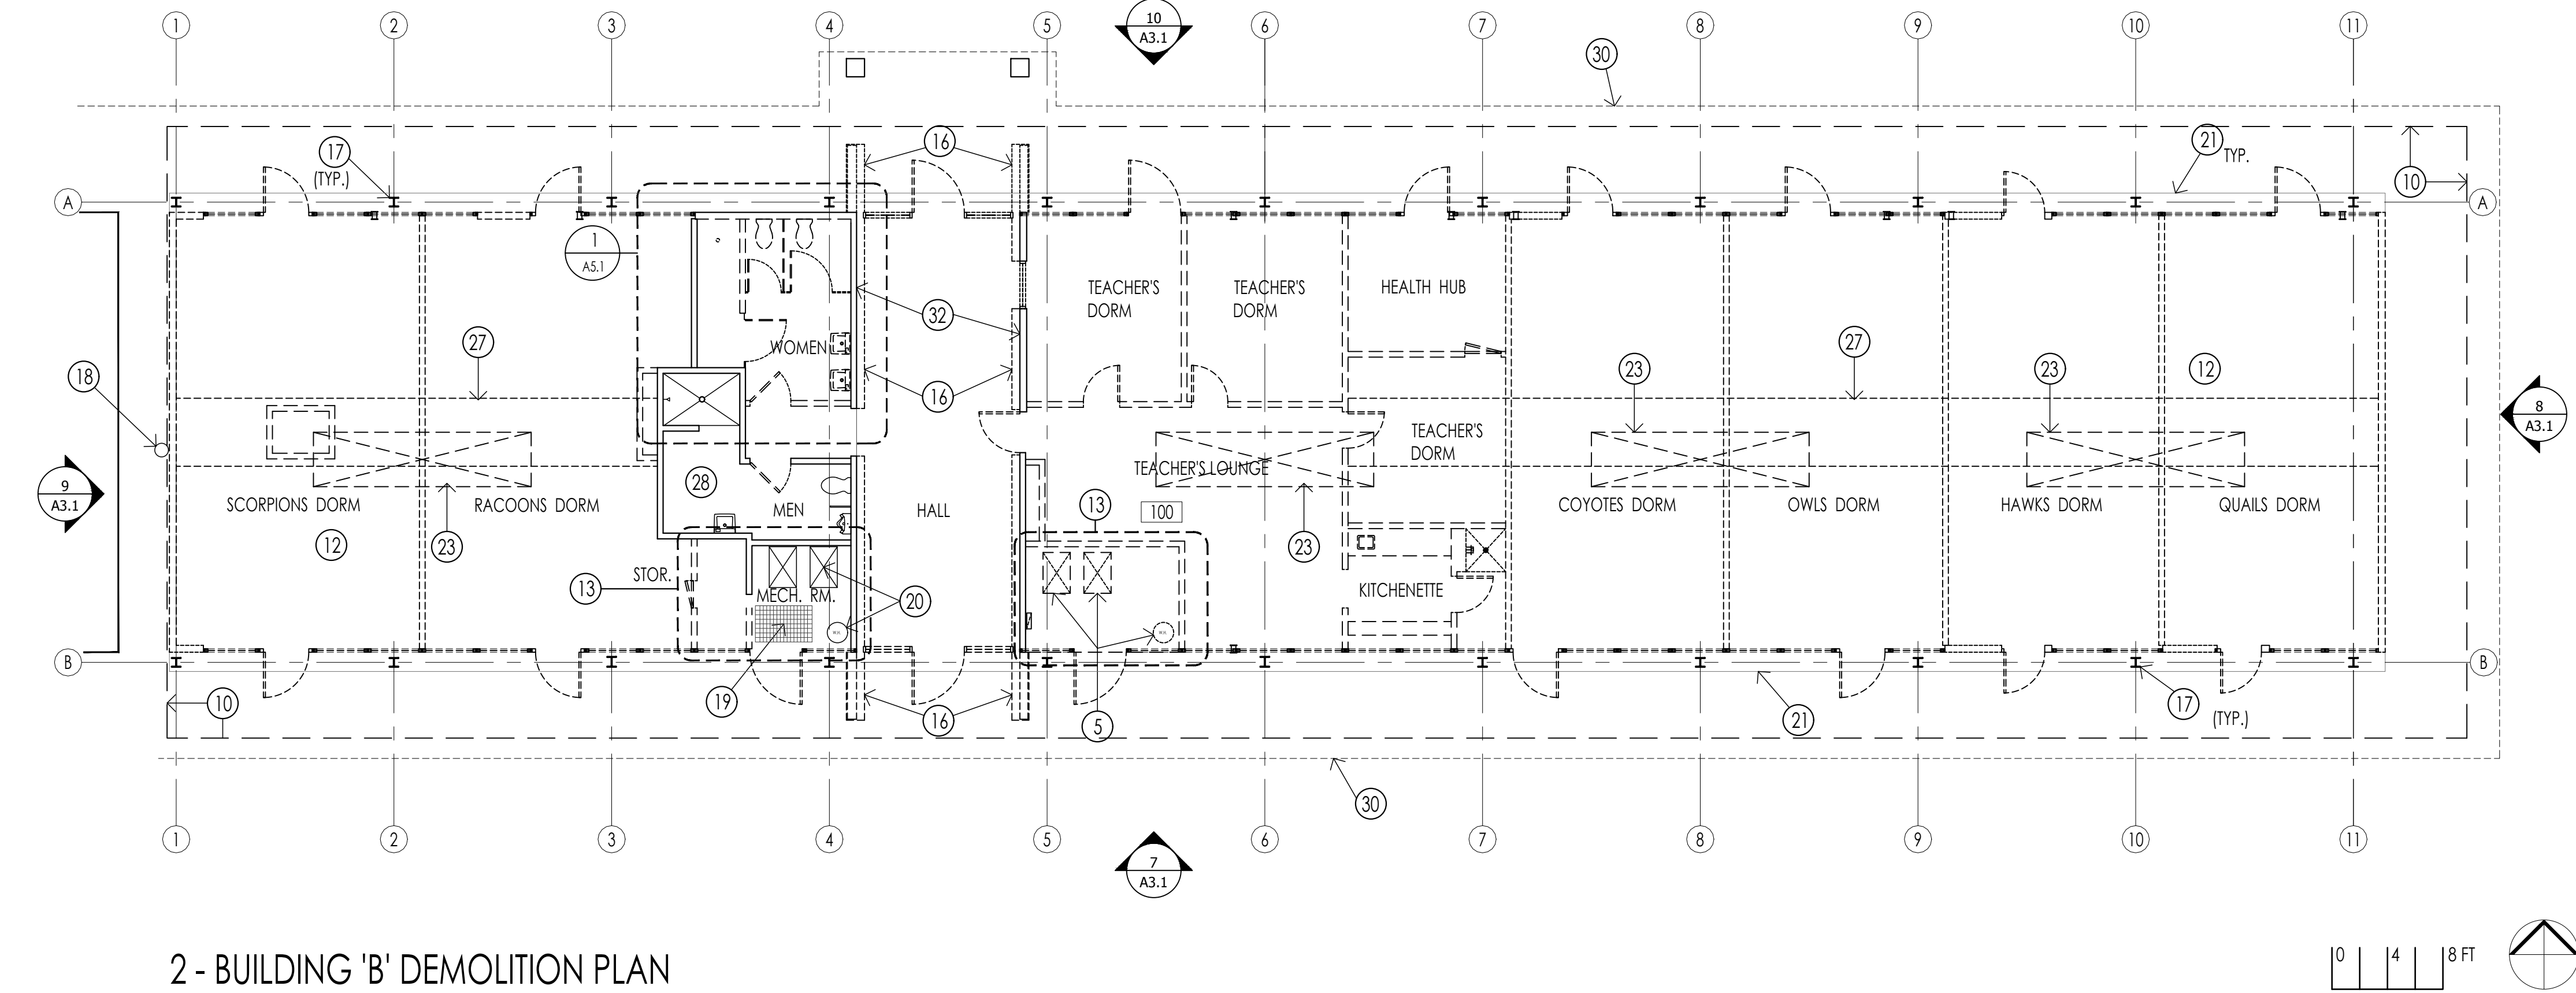 10
A3.1
1 2 3 4 5 6 7 8 9 10 11
30
17
(TYP.)
16
21
TYP.
10
A
A
1
A5.1
TEACHER'S
DORM
TEACHER'S
DORM
HEALTH HUB
32
WOMEN
27
27
18
16
23
23
12
8
A3.1
TEACHER'S
DORM
TEACHER'S LOUNGE
9
A3.1
28
SCORPIONS DORM
RACOONS DORM
MEN
HALL
13
100
COYOTES DORM
OWLS DORM
HAWKS DORM
QUAILS DORM
12
23
23
STOR.
13
MECH. RM.
20
KITCHENETTE
W.H.
W.H.
B
B
10
19
16
5
21
17
(TYP.)
30
1 2 3 4 5 6 7 8 9 10 11
7
A3.1
2 - BUILDING 'B' DEMOLITION PLAN
0 4 8 FT